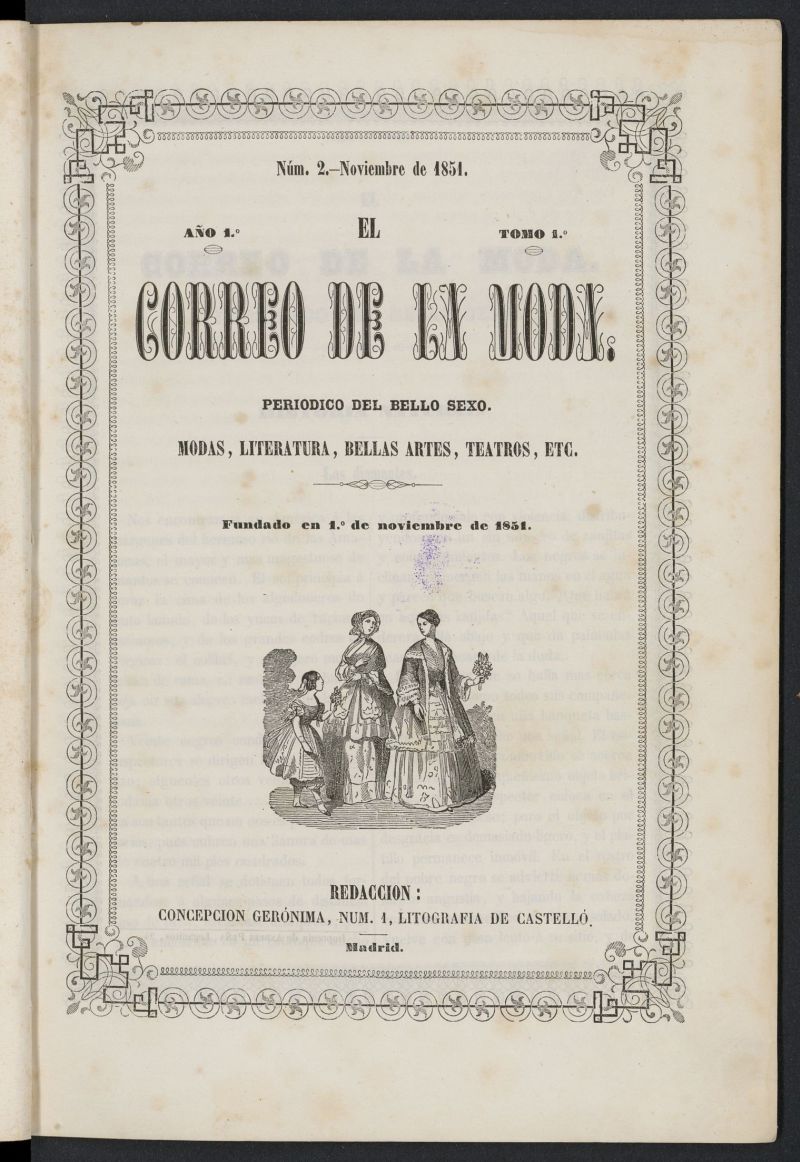 Núm. 2.—Noviembre de 1851.
AÑO 1.º EL TOMO 1.º
CORREO DE LA MODA.
PERIODICO DEL BELLO SEXO.
MODAS, LITERATURA, BELLAS ARTES, TEATROS, ETC.
Fundado en 1.º de noviembre de 1851.
REDACCION:
CONCEPCION GERÓNIMA, NUM. 1, LITOGRAFIA DE CASTELLÓ.
Madrid.